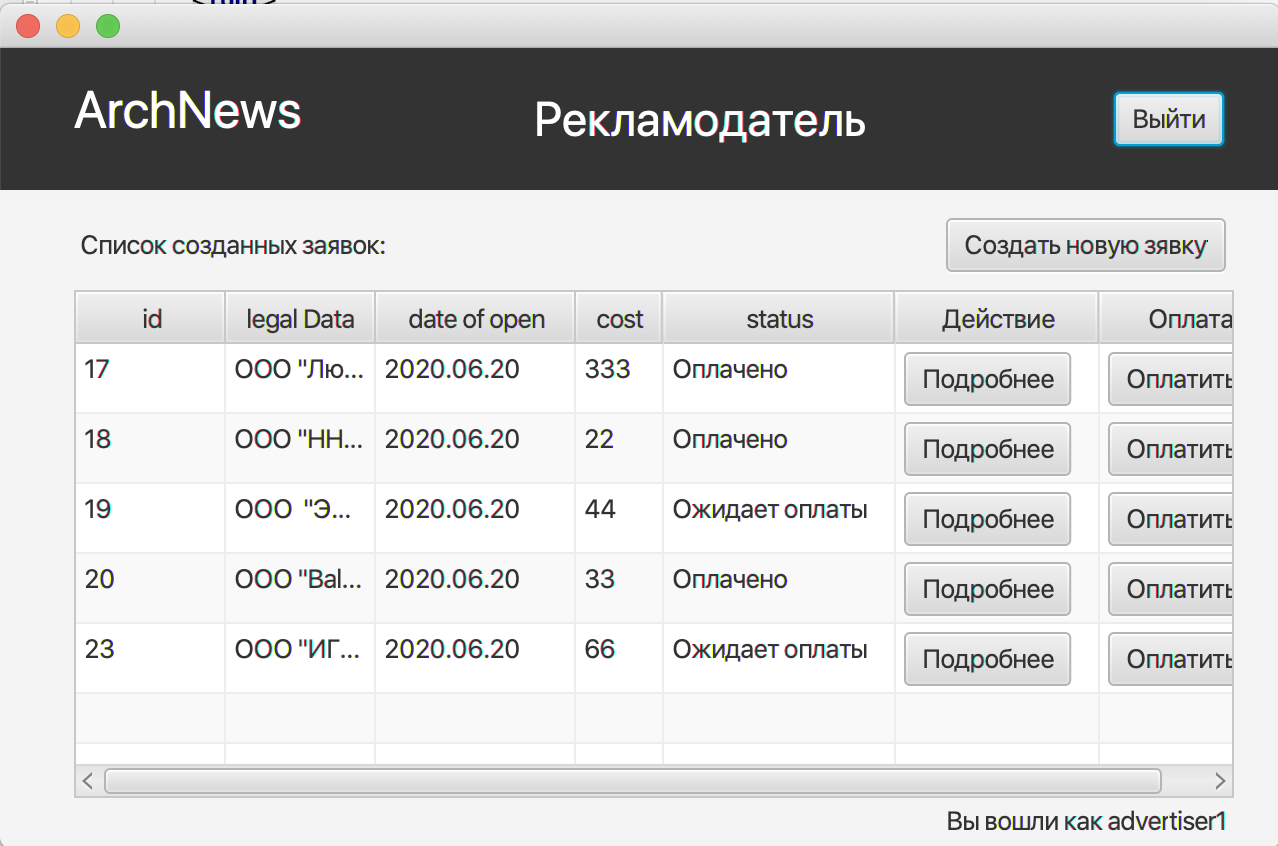 ArchNews
Рекламодатель
Выйти
Список созданных заявок:
Создать новую зявку
id legal Data date of open cost status Действие Оплата
17 ООО "Лю... 2020.06.20 333 Оплачено Подробнее Оплатить
18 ООО "НН... 2020.06.20 22 Оплачено Подробнее Оплатить
19 ООО "Э... 2020.06.20 44 Ожидает оплаты Подробнее Оплатить
20 ООО "Bal... 2020.06.20 33 Оплачено Подробнее Оплатить
23 ООО "ИГ... 2020.06.20 66 Ожидает оплаты Подробнее Оплатить
Вы вошли как advertiser1